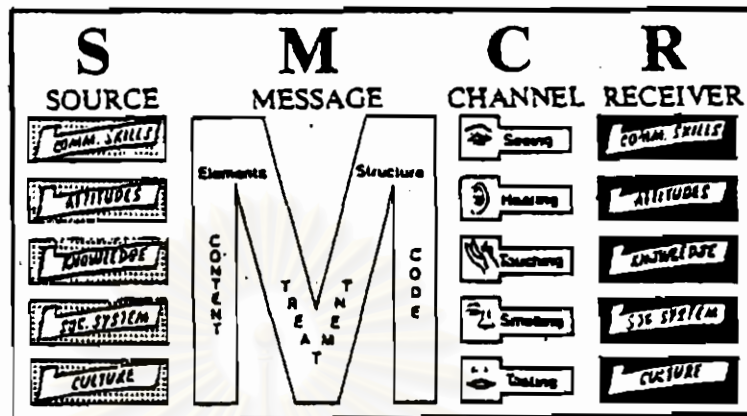 S M C R
SOURCE MESSAGE CHANNEL RECEIVER
COMM. SKILLS
ATTITUDES
KNOWLEDGE
SOC. SYSTEM
CULTURE
Elements
Structure
CONTENT
TREATMENT
CODE
Seeing
Hearing
Touching
Smelling
Tasting
COMM. SKILLS
ATTITUDES
KNOWLEDGE
SOC SYSTEM
CULTURE